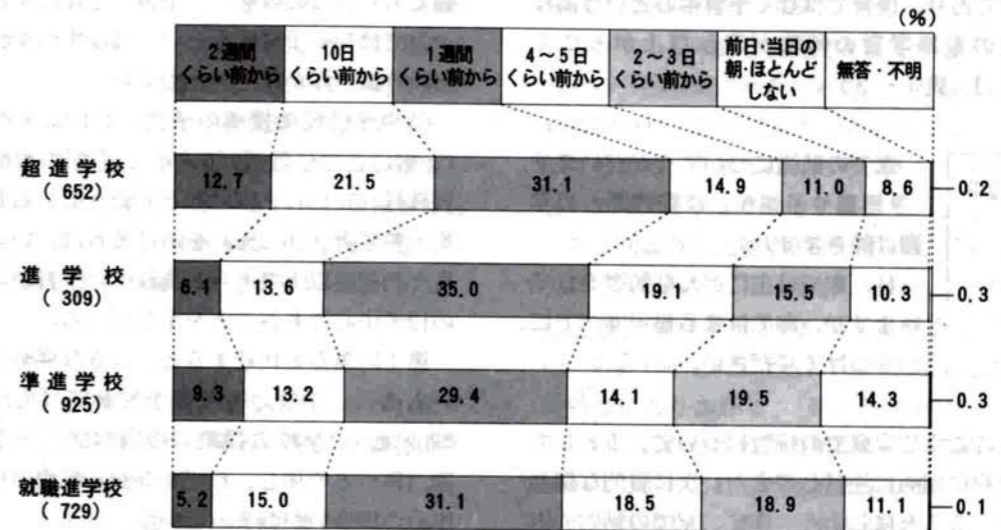 (%)
2週間
くらい前から
10日
くらい前から
1週間
くらい前から
4～5日
くらい前から
2～3日
くらい前から
前日・当日の
朝・ほとんど
しない
無答・不明
超進学校
(652)
12.7 21.5 31.1 14.9 11.0 8.6 0.2
進学校
(309)
6.1 13.6 35.0 19.1 15.5 10.3 0.3
準進学校
(925)
9.3 13.2 29.4 14.1 19.5 14.3 0.3
就職進学校
(729)
5.2 15.0 31.1 18.5 18.9 11.1 0.1